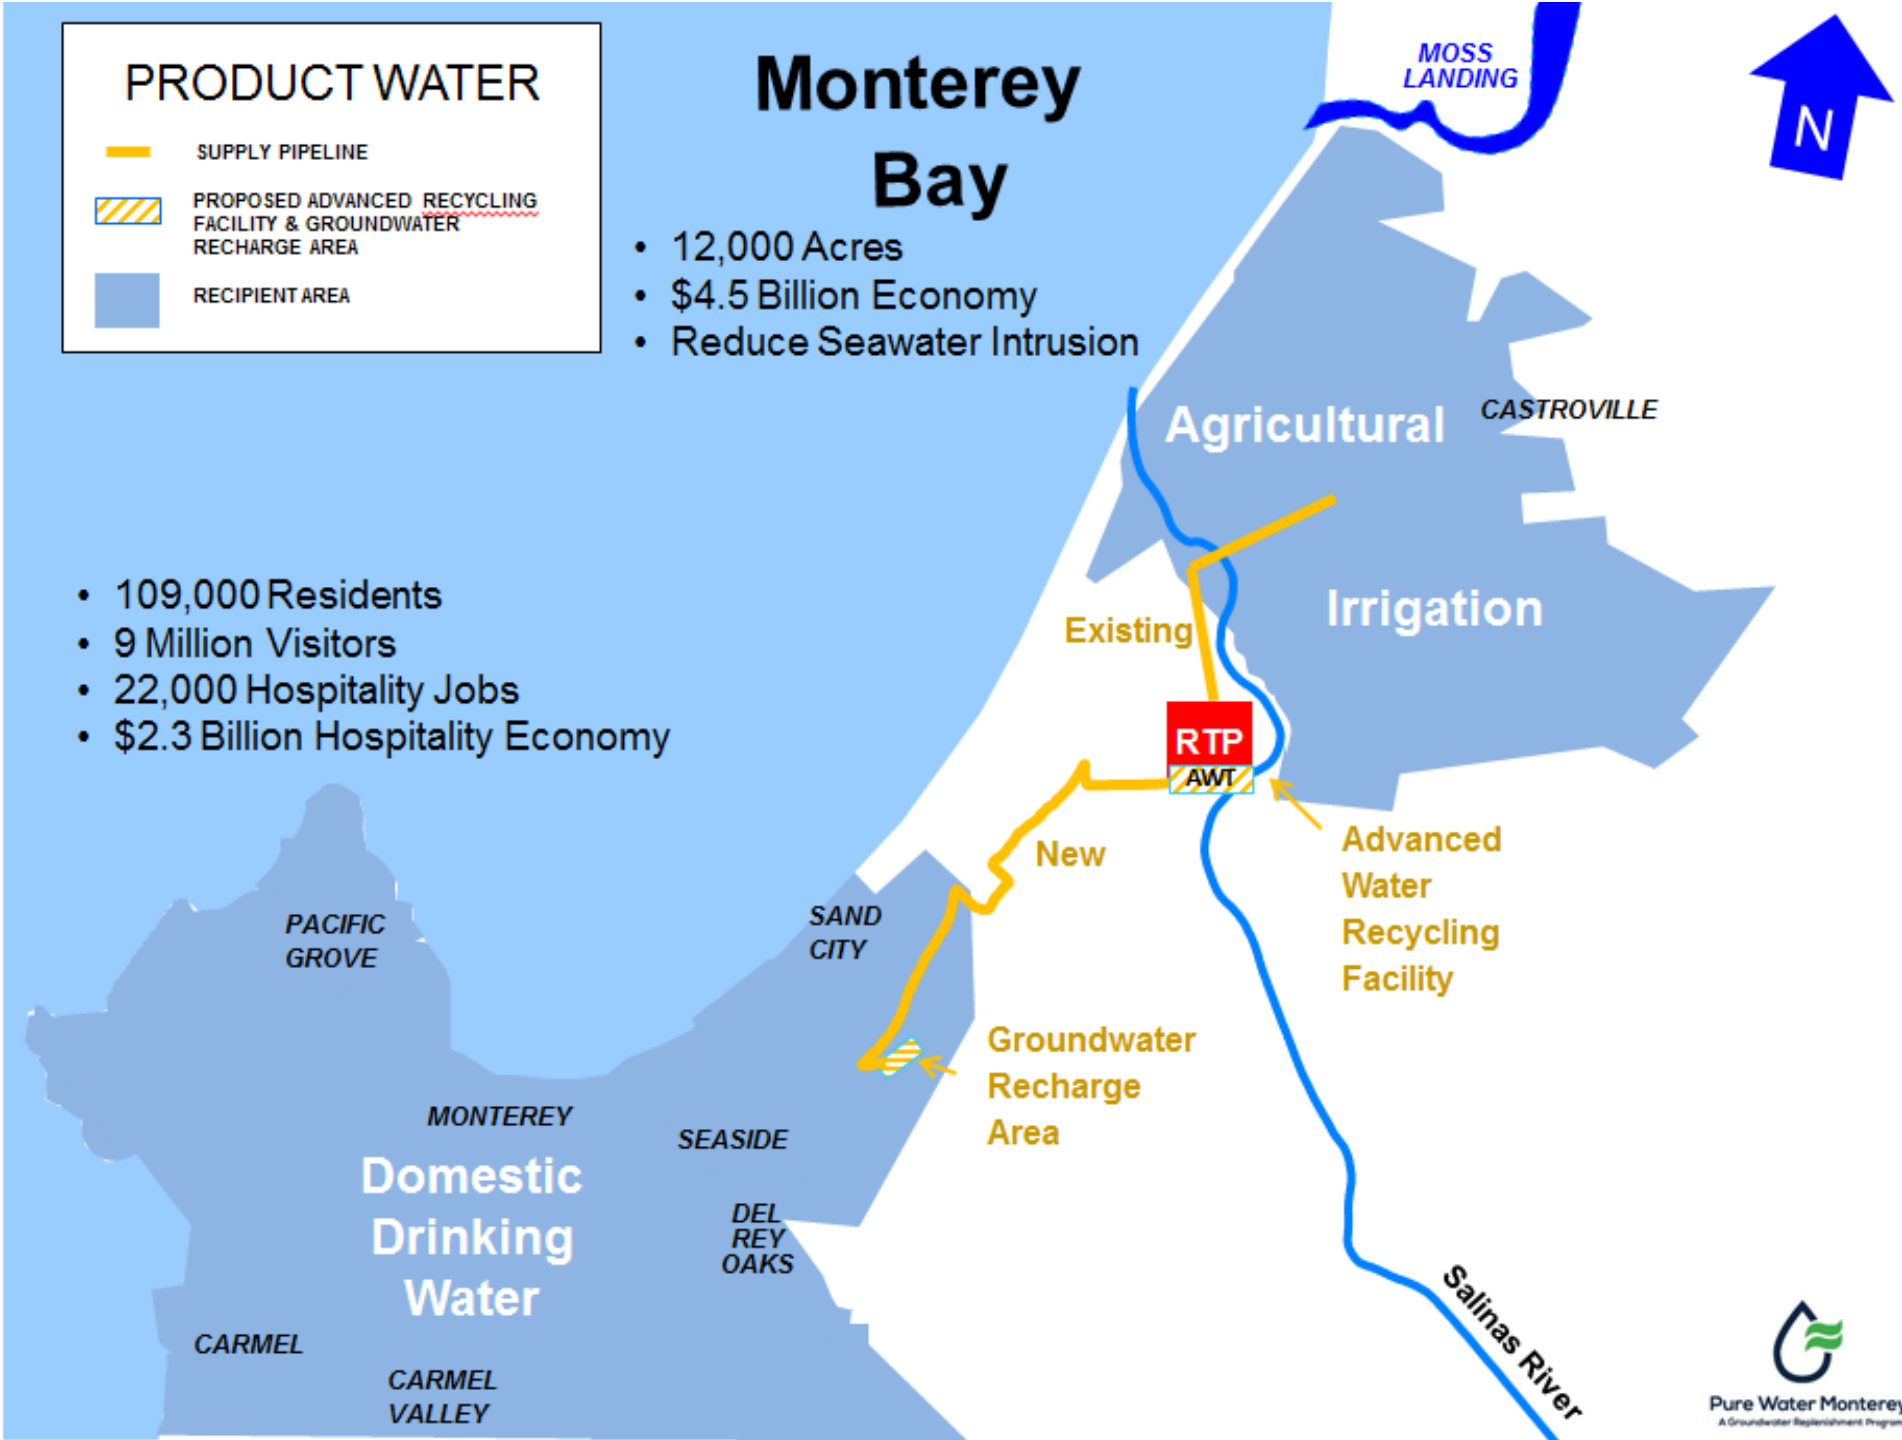 PRODUCT WATER
SUPPLY PIPELINE
PROPOSED ADVANCED RECYCLING
FACILITY & GROUNDWATER
RECHARGE AREA
RECIPIENT AREA
Monterey
Bay
• 12,000 Acres
• $4.5 Billion Economy
• Reduce Seawater Intrusion
MOSS
LANDING
N
Agricultural
CASTROVILLE
Irrigation
• 109,000 Residents
• 9 Million Visitors
• 22,000 Hospitality Jobs
• $2.3 Billion Hospitality Economy
Existing
RTP
AWT
New
Advanced
Water
Recycling
Facility
PACIFIC
GROVE
SAND
CITY
Groundwater
Recharge
Area
MONTEREY
SEASIDE
Domestic
Drinking
Water
DEL
REY
OAKS
CARMEL
CARMEL
VALLEY
Salinas River
Pure Water Monterey
A Groundwater Replenishment Program